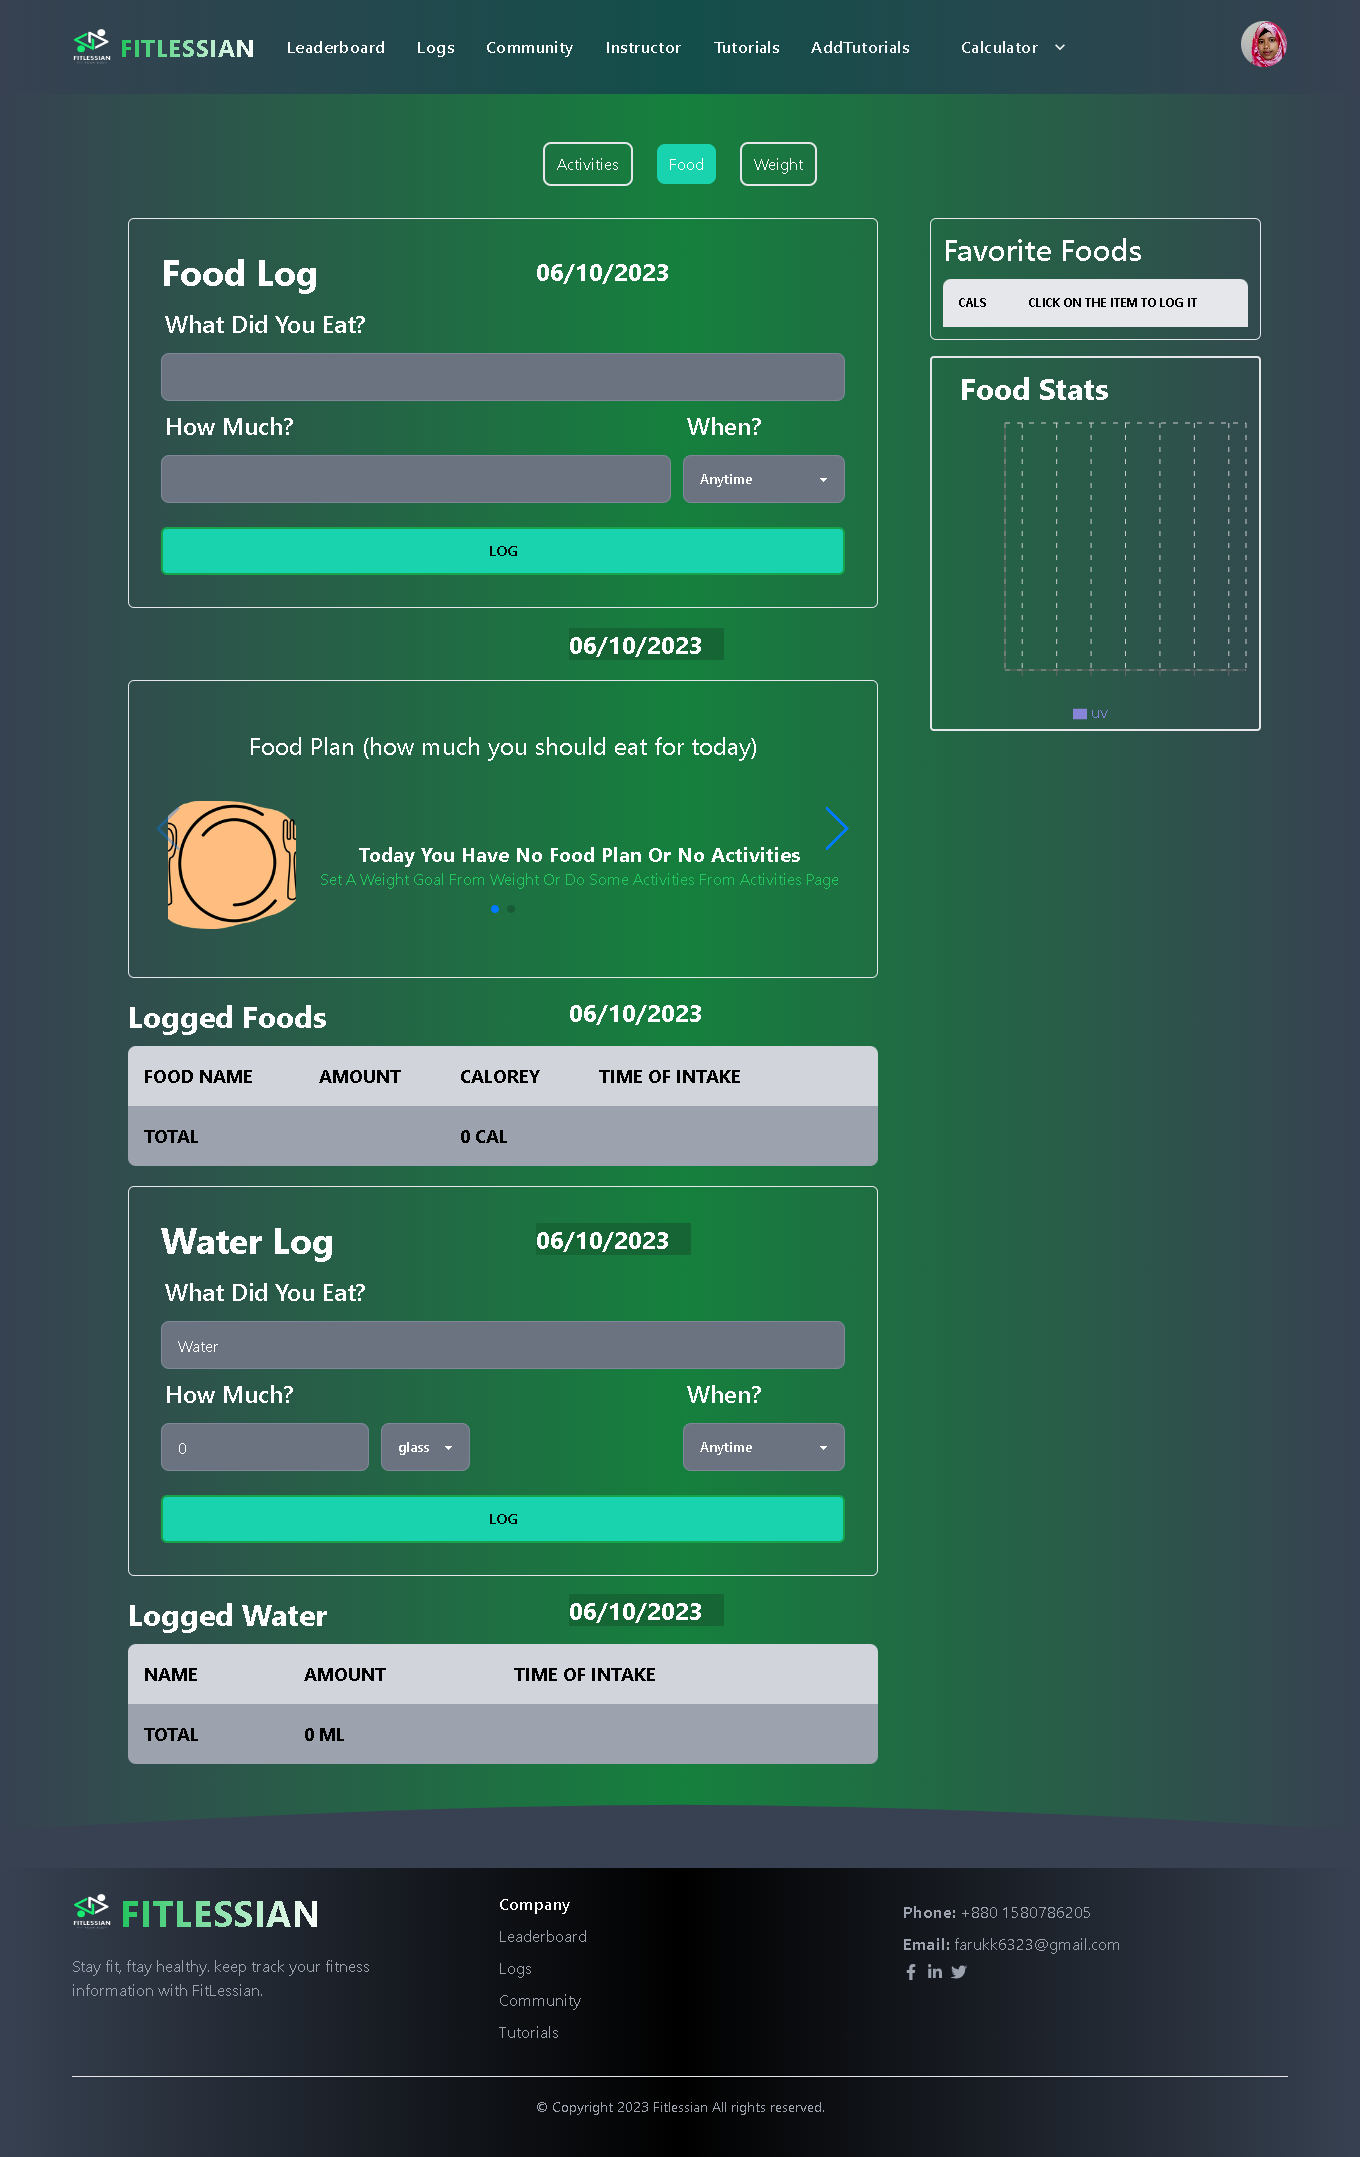 FITLESSIAN
FITLESSIAN Leaderboard Logs Community Instructor Tutorials AddTutorials Calculator
Activities Food Weight
Food Log 06/10/2023
What Did You Eat?
How Much? When?
Anytime
LOG
Favorite Foods
CALS CLICK ON THE ITEM TO LOG IT
Food Stats
uv
06/10/2023
Food Plan (how much you should eat for today)
Today You Have No Food Plan Or No Activities
Set A Weight Goal From Weight Or Do Some Activities From Activities Page
Logged Foods 06/10/2023
FOOD NAME AMOUNT CALOREY TIME OF INTAKE
TOTAL 0 CAL
Water Log 06/10/2023
What Did You Eat?
Water
How Much? When?
0 glass Anytime
LOG
Logged Water 06/10/2023
NAME AMOUNT TIME OF INTAKE
TOTAL 0 ML
FITLESSIAN
FITLESSIAN
Stay fit, ftay healthy. keep track your fitness
information with FitLessian.
Company
Leaderboard
Logs
Community
Tutorials
Phone: +880 1580786205
Email: farukk6323@gmail.com
© Copyright 2023 Fitlessian All rights reserved.